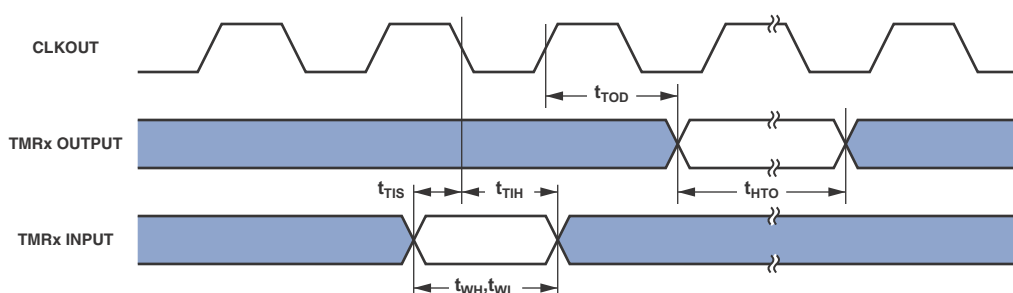 CLKOUT
tTOD
TMRx OUTPUT
tTIS
tTIH
tHTO
TMRx INPUT
tWH,tWL